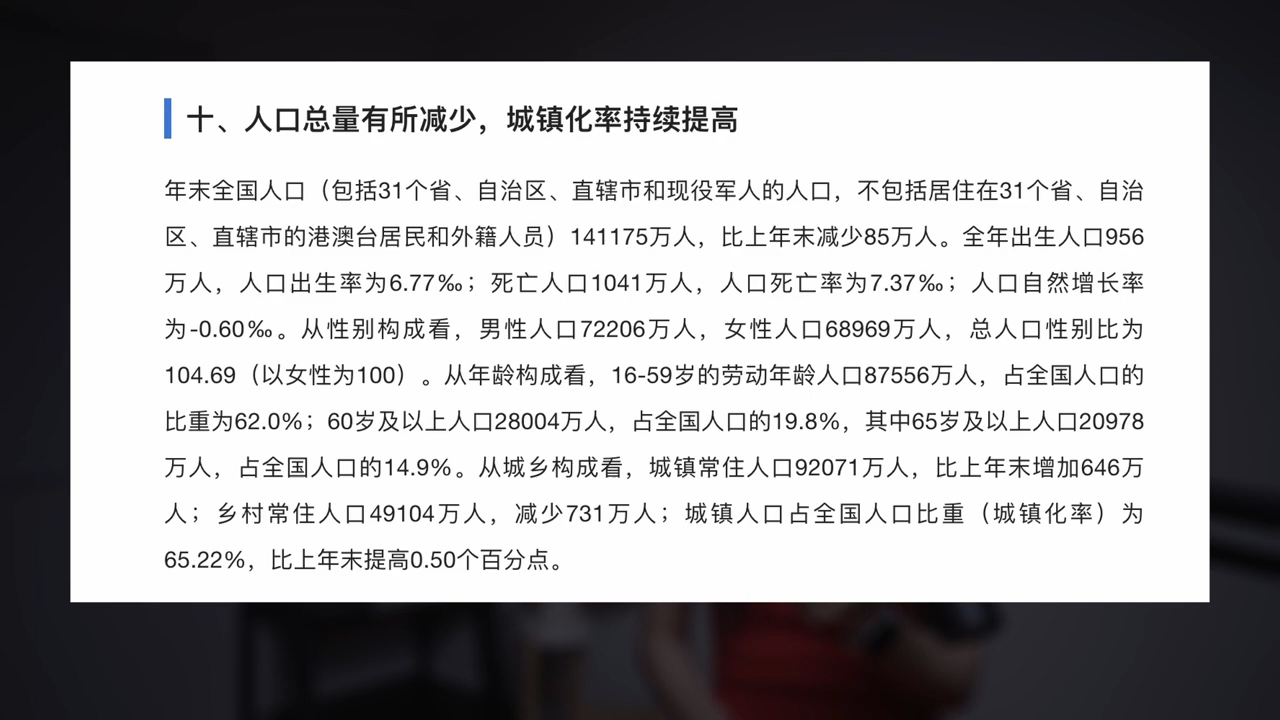 十、人口总量有所减少，城镇化率持续提高
年末全国人口（包括31个省、自治区、直辖市和现役军人的人口，不包括居住在31个省、自治
区、直辖市的港澳台居民和外籍人员）141175万人，比上年末减少85万人。全年出生人口956
万人，人口出生率为6.77‰；死亡人口1041万人，人口死亡率为7.37‰；人口自然增长率
为-0.60‰。从性别构成看，男性人口72206万人，女性人口68969万人，总人口性别比为
104.69（以女性为100）。从年龄构成看，16-59岁的劳动年龄人口87556万人，占全国人口的
比重为62.0%；60岁及以上人口28004万人，占全国人口的19.8%，其中65岁及以上人口20978
万人，占全国人口的14.9%。从城乡构成看，城镇常住人口92071万人，比上年末增加646万
人；乡村常住人口49104万人，减少731万人；城镇人口占全国人口比重（城镇化率）为
65.22%，比上年末提高0.50个百分点。